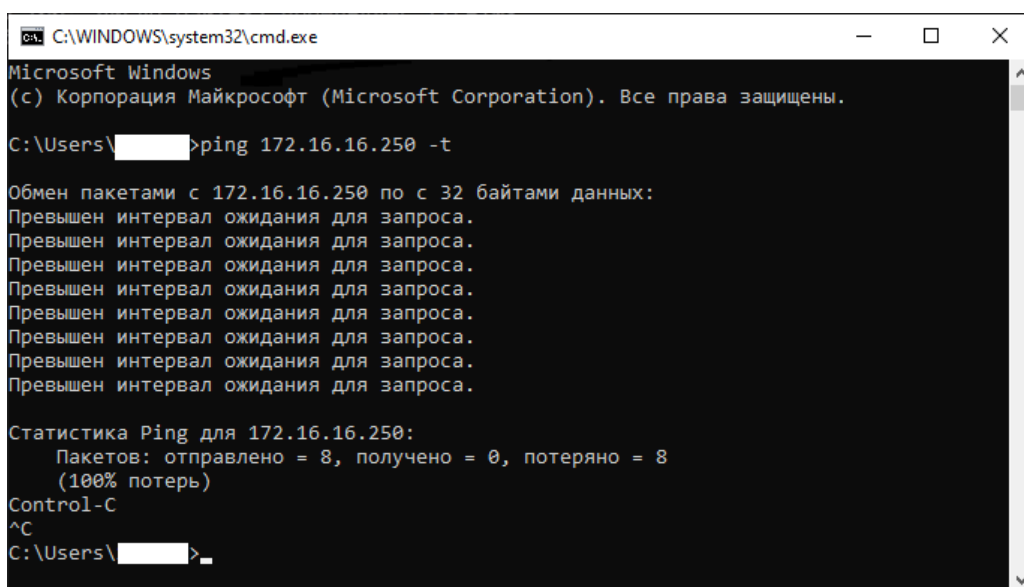 C:\WINDOWS\system32\cmd.exe
Microsoft Windows
(c) Корпорация Майкрософт (Microsoft Corporation). Все права защищены.
C:\Users\ >ping 172.16.16.250 -t
Обмен пакетами с 172.16.16.250 по с 32 байтами данных:
Превышен интервал ожидания для запроса.
Превышен интервал ожидания для запроса.
Превышен интервал ожидания для запроса.
Превышен интервал ожидания для запроса.
Превышен интервал ожидания для запроса.
Превышен интервал ожидания для запроса.
Превышен интервал ожидания для запроса.
Превышен интервал ожидания для запроса.
Статистика Ping для 172.16.16.250:
Пакетов: отправлено = 8, получено = 0, потеряно = 8
(100% потерь)
Control-C
^C
C:\Users\ >